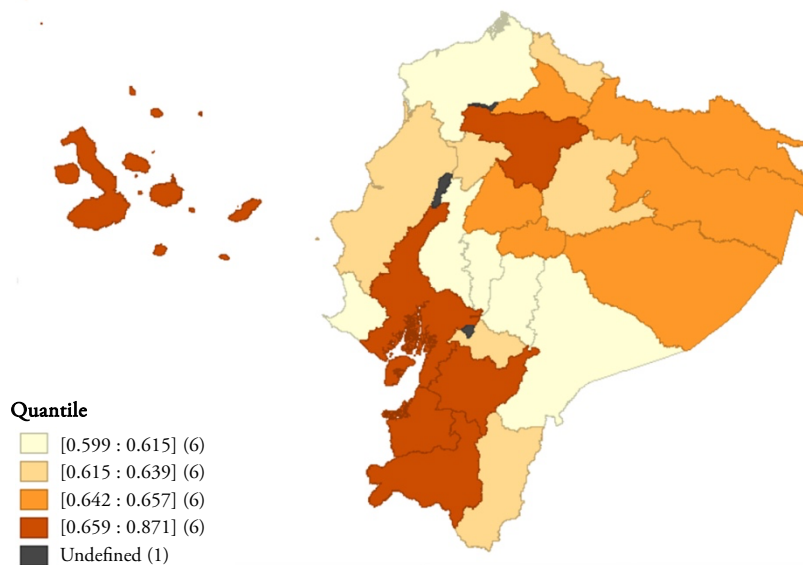 Quantile
[0.599 : 0.615] (6)
[0.615 : 0.639] (6)
[0.642 : 0.657] (6)
[0.659 : 0.871] (6)
Undefined (1)